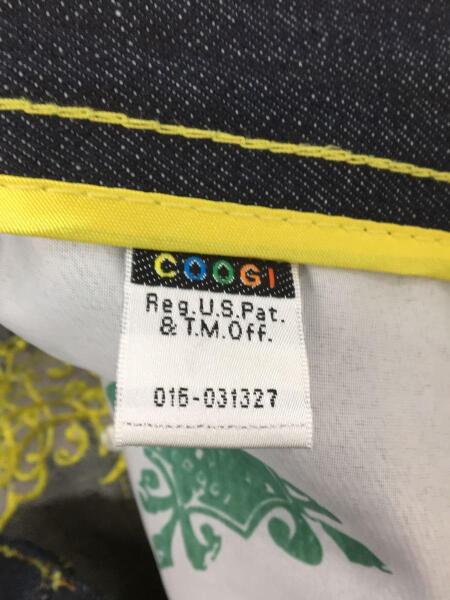 COOGI
Reg.U.S.Pat.
& T.M.Off.
015-031327